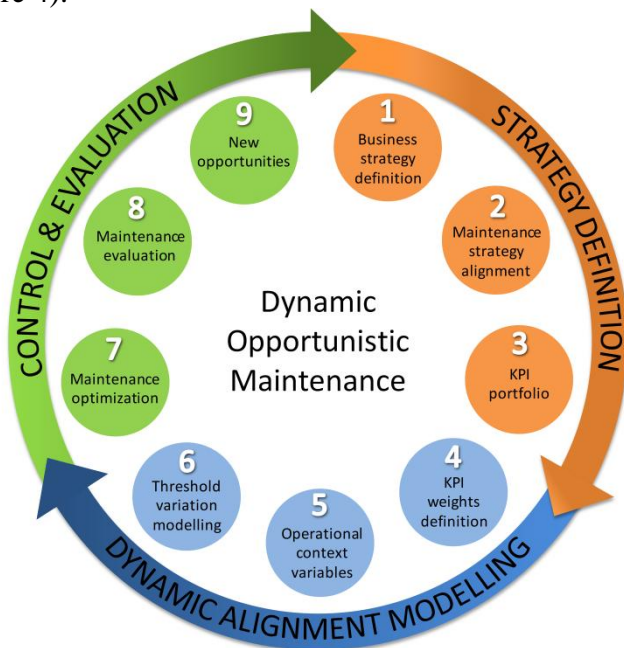 re 4).
STRATEGY DEFINITION
1
Business
strategy
definition
2
Maintenance
strategy
alignment
3
KPI
portfolio
DYNAMIC ALIGNMENT MODELLING
4
KPI
weights
definition
5
Operational
context
variables
6
Threshold
variation
modelling
CONTROL & EVALUATION
7
Maintenance
optimization
8
Maintenance
evaluation
9
New
opportunities
Dynamic
Opportunistic
Maintenance